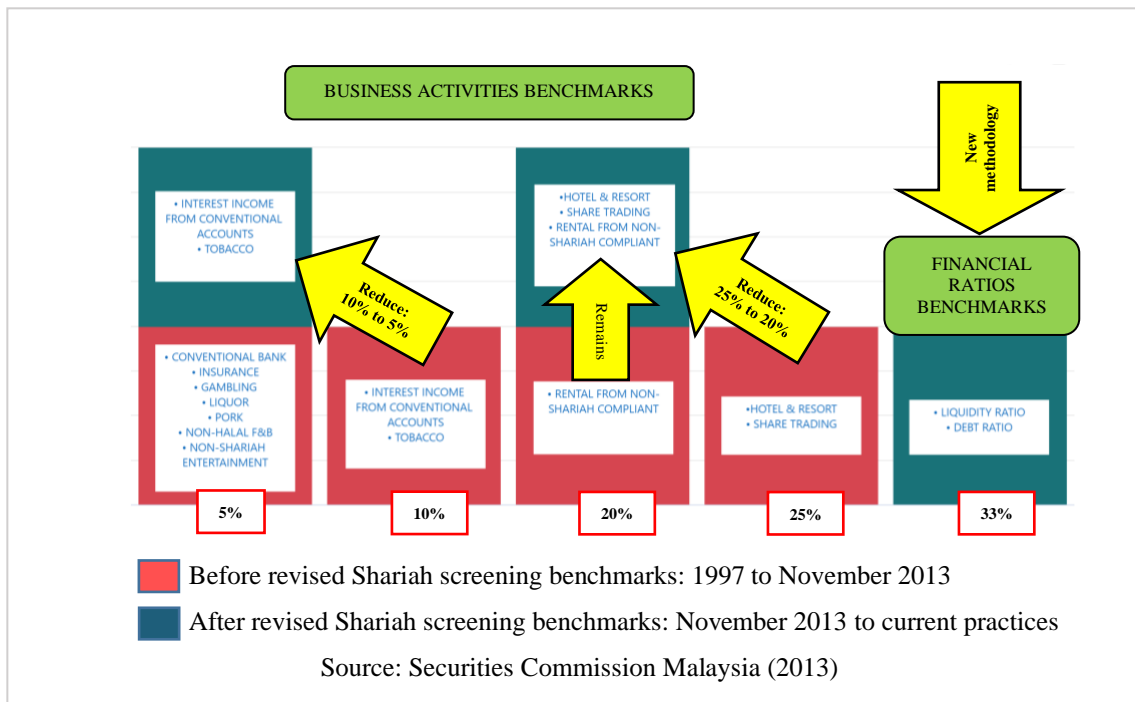 BUSINESS ACTIVITIES BENCHMARKS
New
methodology
• INTEREST INCOME
FROM CONVENTIONAL
ACCOUNTS
• TOBACCO
•HOTEL & RESORT
• SHARE TRADING
• RENTAL FROM NON-
SHARIAH COMPLIANT
FINANCIAL
RATIOS
BENCHMARKS
Reduce:
10% to 5%
Remains
Reduce:
25% to 20%
• CONVENTIONAL BANK
• INSURANCE
• GAMBLING
• LIQUOR
• PORK
• NON-HALAL F&B
• NON-SHARIAH
ENTERTAINMENT
• INTEREST INCOME
FROM CONVENTIONAL
ACCOUNTS
• TOBACCO
• RENTAL FROM NON-
SHARIAH COMPLIANT
• HOTEL & RESORT
• SHARE TRADING
• LIQUIDITY RATIO
• DEBT RATIO
5%
10%
20%
25%
33%
Before revised Shariah screening benchmarks: 1997 to November 2013
After revised Shariah screening benchmarks: November 2013 to current practices
Source: Securities Commission Malaysia (2013)